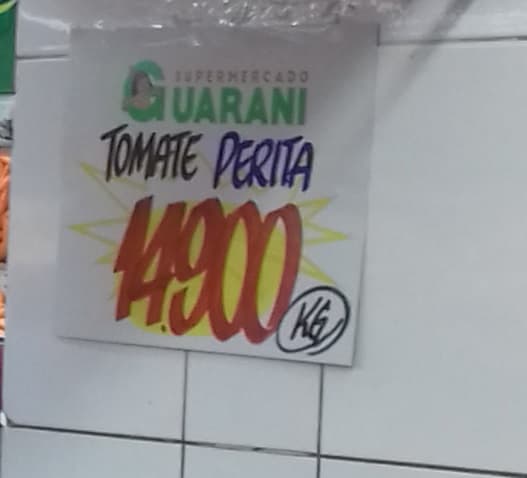 SUPERMERCADO
GUARANI
TOMATE PERITA
14.900
KG